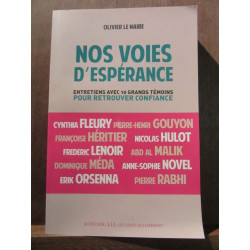 OLIVIER LE NAIRE
NOS VOIES
D'ESPÉRANCE
ENTRETIENS AVEC 10 GRANDS TÉMOINS
POUR RETROUVER CONFIANCE
CYNTHIA FLEURY PIERRE-HENRI GOUYON
FRANÇOISE HÉRITIER NICOLAS HULOT
FREDERIC LENOIR ABD AL MALIK
DOMINIQUE MÉDA ANNE-SOPHIE NOVEL
ERIK ORSENNA PIERRE RABHI